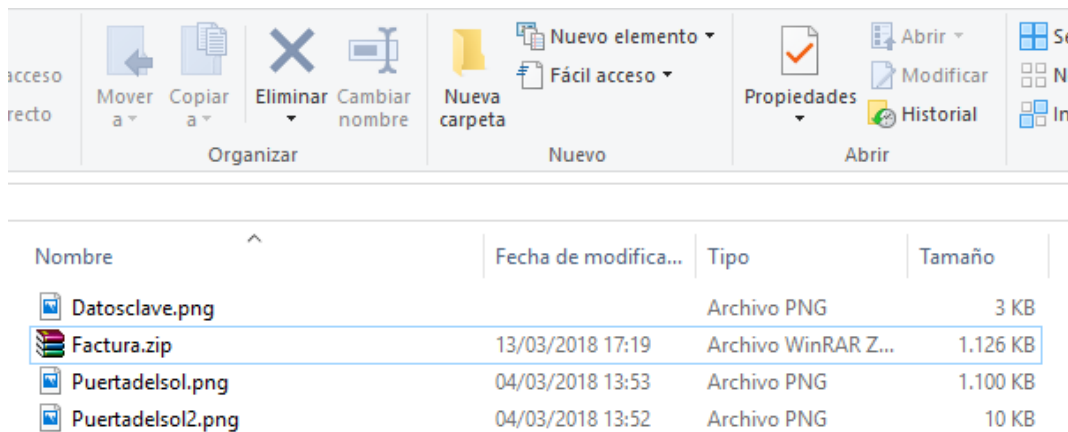 Nuevo elemento
Abrir
Se
acceso
Fácil acceso
Modificar
N
Mover a
Copiar a
Eliminar
Cambiar nombre
Nueva carpeta
Propiedades
recto
Historial
In
Organizar
Nuevo
Abrir
Nombre Fecha de modifica... Tipo Tamaño
Datosclave.png Archivo PNG 3 KB
Factura.zip 13/03/2018 17:19 Archivo WinRAR Z... 1.126 KB
Puertadelsol.png 04/03/2018 13:53 Archivo PNG 1.100 KB
Puertadelsol2.png 04/03/2018 13:52 Archivo PNG 10 KB